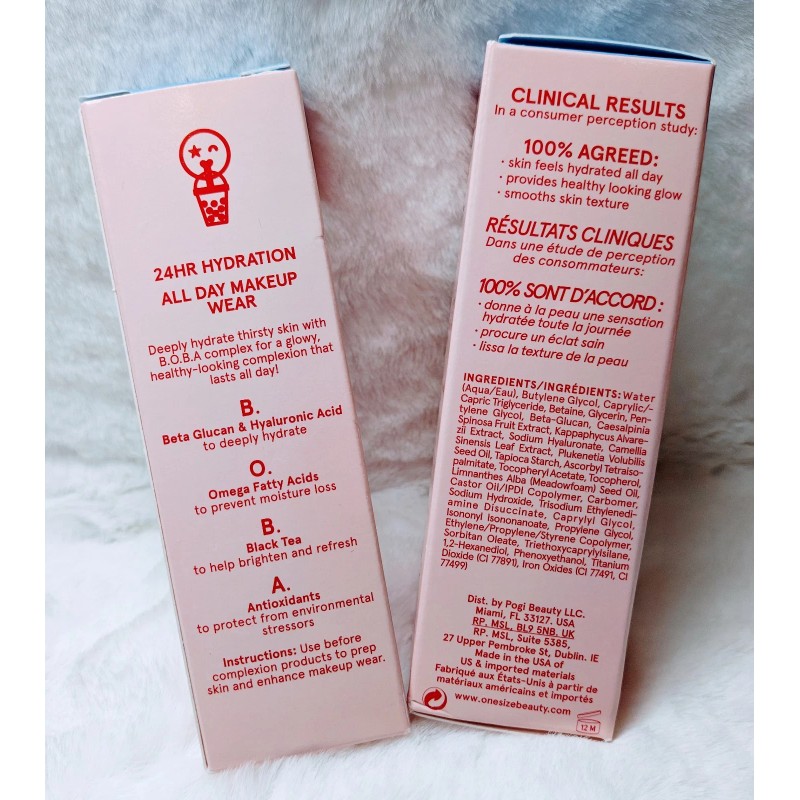 24HR HYDRATION
ALL DAY MAKEUP
WEAR
Deeply hydrate thirsty skin with
B.O.B.A complex for a glowy,
healthy-looking complexion that
lasts all day!
B.
Beta Glucan & Hyaluronic Acid
to deeply hydrate
O.
Omega Fatty Acids
to prevent moisture loss
B.
Black Tea
to help brighten and refresh
A.
Antioxidants
to protect from environmental
stressors
Instructions: Use before
complexion products to prep
skin and enhance makeup wear.
CLINICAL RESULTS
In a consumer perception study:
100% AGREED:
· skin feels hydrated all day
· provides healthy looking glow
· smooths skin texture
RÉSULTATS CLINIQUES
Dans une étude de perception
des consommateurs:
100% SONT D'ACCORD :
· donne à la peau une sensation
hydratée toute la journée
· procure un éclat sain
· lissa la texture de la peau
INGREDIENTS/INGRÉDIENTS: Water
(Aqua/Eau), Butylene Glycol, Caprylic/-
Capric Triglyceride, Betaine, Glycerin, Pen-
tylene Glycol, Beta-Glucan, Caesalpinia
Spinosa Fruit Extract, Kappaphycus Alvare-
zii Extract, Sodium Hyaluronate, Camellia
Sinensis Leaf Extract, Plukenetia Volubilis
Seed Oil, Tapioca Starch, Ascorbyl Tetraiso-
palmitate, Tocopheryl Acetate, Tocopherol,
Limnanthes Alba (Meadowfoam) Seed Oil,
Castor Oil/IPDI Copolymer, Carbomer,
Sodium Hydroxide, Trisodium Ethylenedi-
amine Disuccinate, Caprylyl Glycol,
Isononyl Isononanoate, Propylene Glycol,
Ethylene/Propylene/Styrene Copolymer,
Sorbitan Oleate, Triethoxycaprylylsilane,
1,2-Hexanediol, Phenoxyethanol, Titanium
Dioxide (CI 77891), Iron Oxides (CI 77491, CI
77499)
Dist. by Pogi Beauty LLC.
Miami, FL 33127. USA
RP. MSL, BL9 5NB, UK
RP. MSL, Suite 5385,
27 Upper Pembroke St, Dublin. IE
Made in the USA of
US & imported materials
Fabriqué aux États-Unis à partir de
matériaux américains et importés
www.onesizebeauty.com
12 M